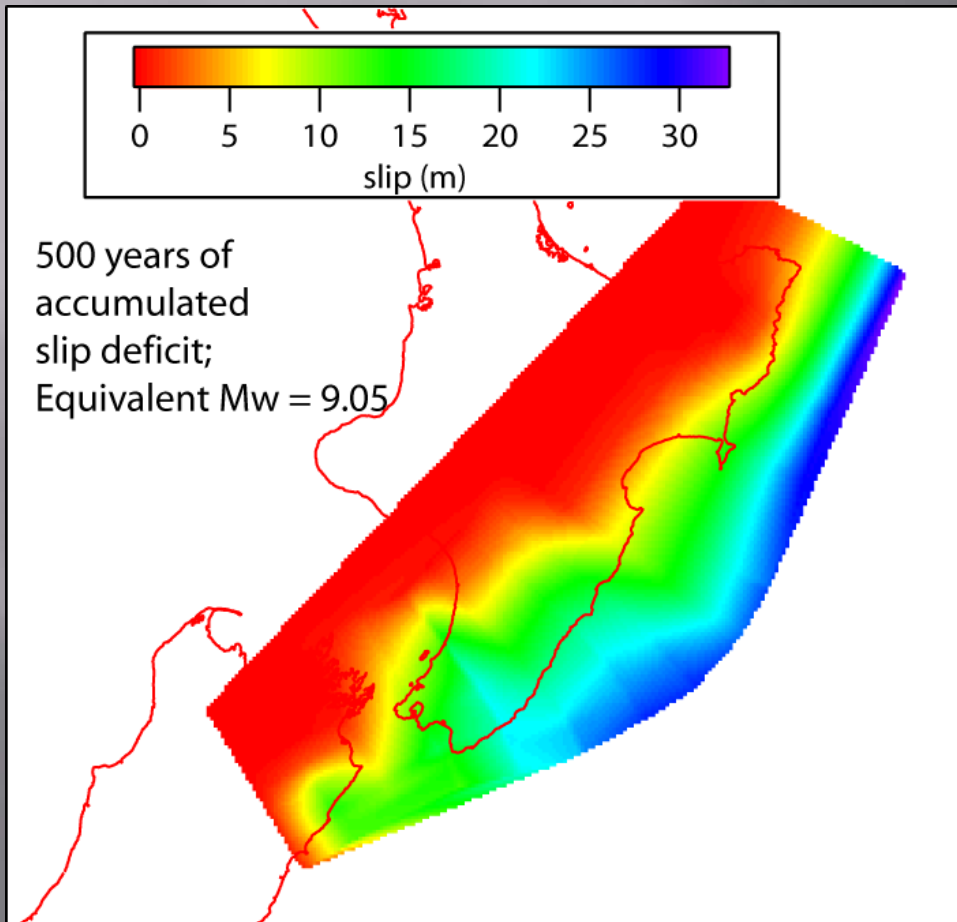 0 5 10 15 20 25 30
slip (m)
500 years of
accumulated
slip deficit;
Equivalent Mw = 9.05